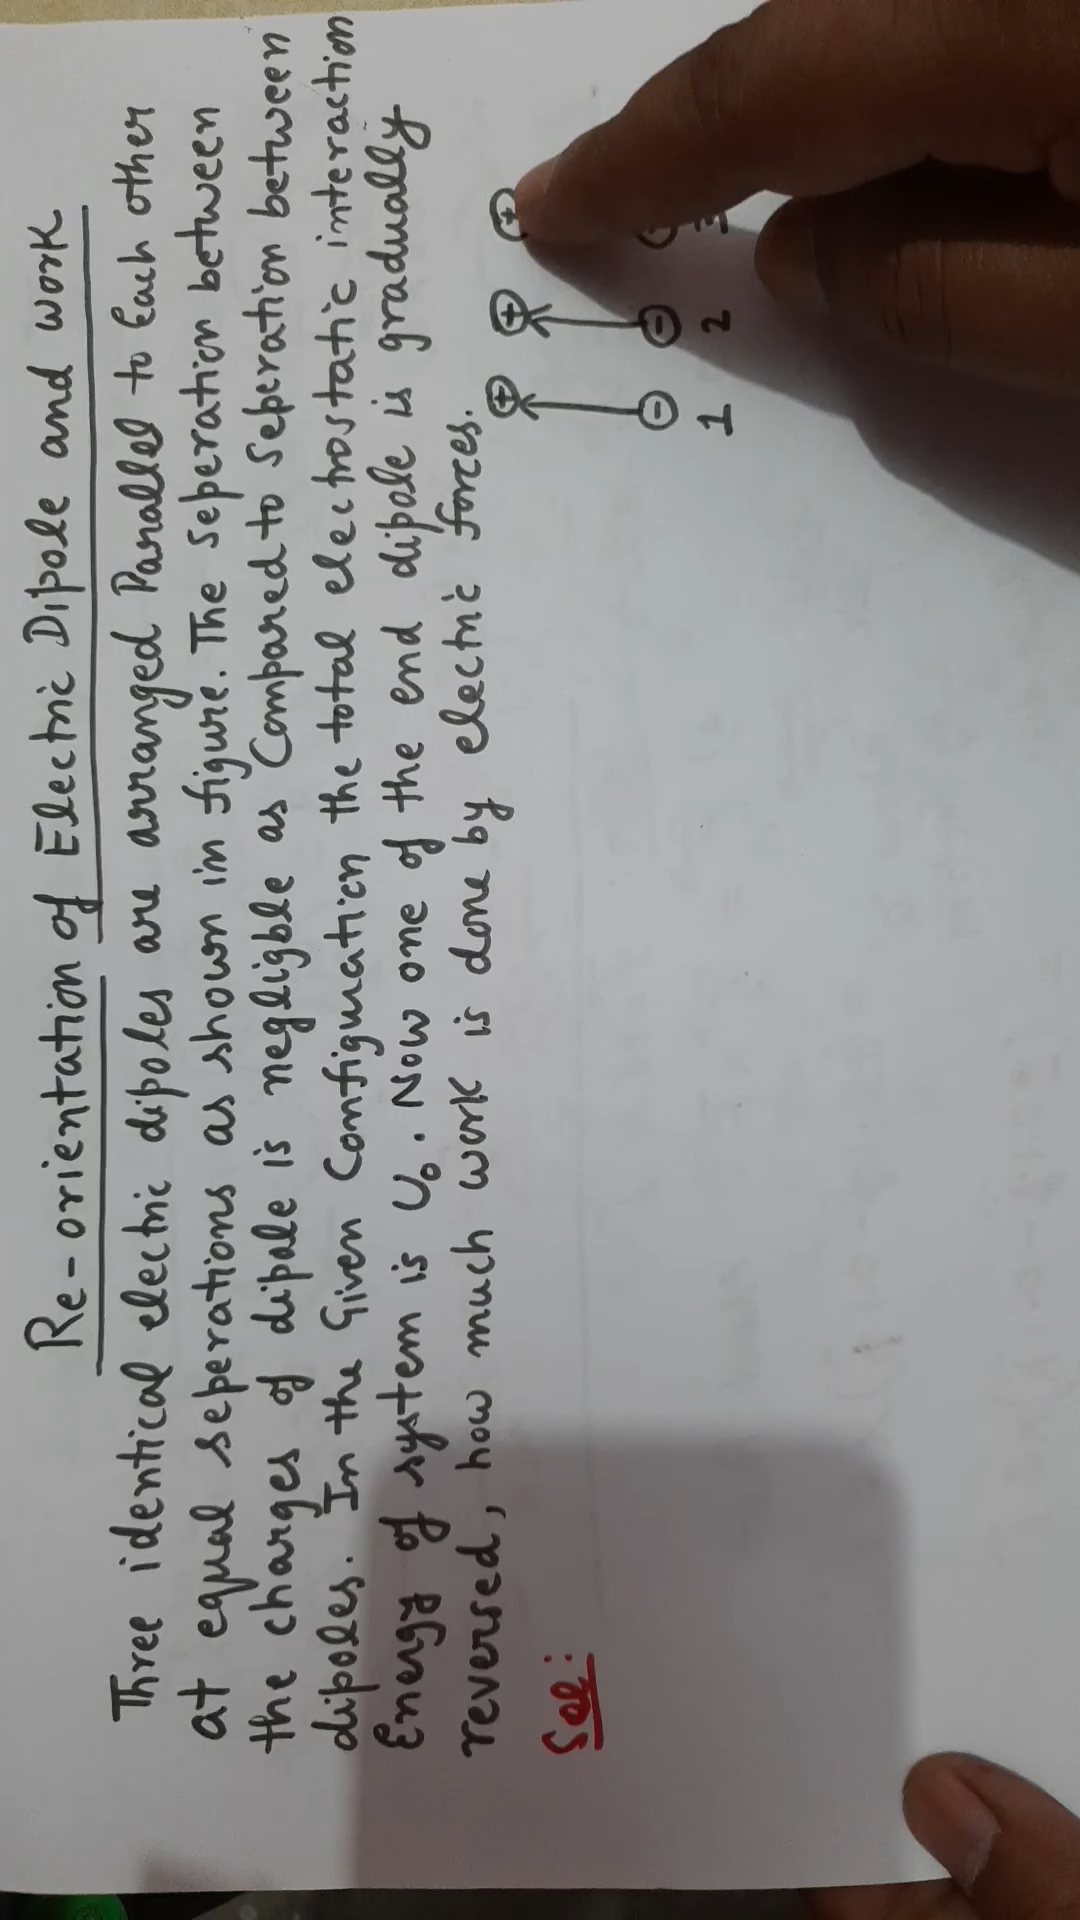 Re-orientation of Electric Dipole and work
Three identical electric dipoles are arranged Parallel to Each other
at equal seperations as shown in figure. The seperation between
the charges of dipole is negligble as Compared to seperation between
dipoles. In the Given Configuration the total electrostatic interaction
Energy of system is U₀. Now one of the end dipole is gradually
reversed, how much work is done by electric forces.
Sol:
+ + +
- - -
1 2 3